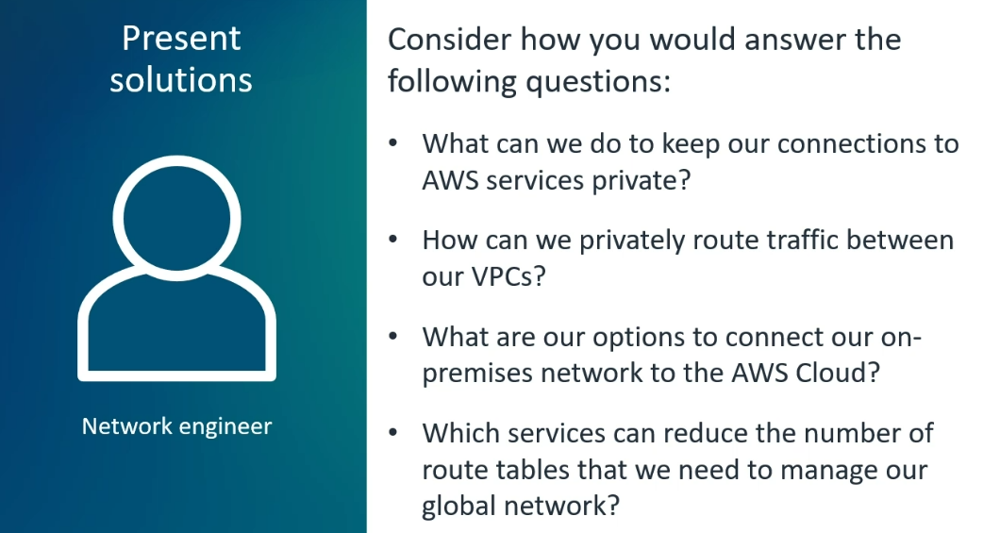 Present
solutions
Network engineer
Consider how you would answer the
following questions:
• What can we do to keep our connections to
AWS services private?
• How can we privately route traffic between
our VPCs?
• What are our options to connect our on-
premises network to the AWS Cloud?
• Which services can reduce the number of
route tables that we need to manage our
global network?